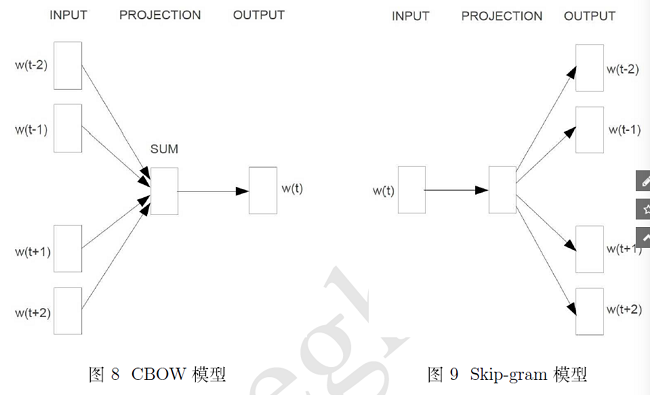 INPUT PROJECTION OUTPUT
w(t-2)
w(t-1)
SUM
w(t)
w(t+1)
w(t+2)
图 8 CBOW 模型
INPUT PROJECTION OUTPUT
w(t-2)
w(t-1)
w(t)
w(t+1)
w(t+2)
图 9 Skip-gram 模型